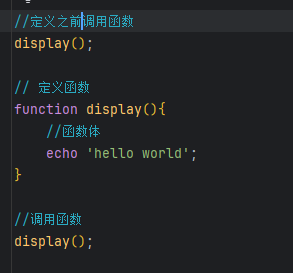 //定义之前调用函数
display();
// 定义函数
function display(){
//函数体
echo 'hello world';
}
//调用函数
display();